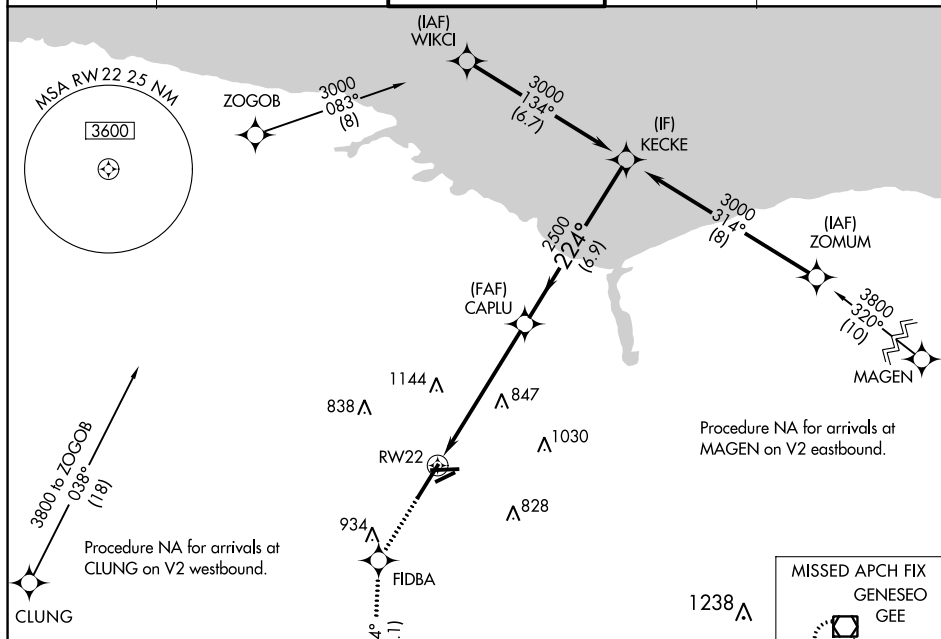 (IAF)
WIKCI
MSA RW22 25 NM
3600
ZOGOB
3000
083°
(8)
3000
134°
(6.7)
(IF)
KECKE
3000
314°
(8)
(IAF)
ZOMUM
2500
224°
(6.9)
(FAF)
CAPLU
3800
320°
(10)
MAGEN
1144
838
847
1030
Procedure NA for arrivals at
MAGEN on V2 eastbound.
RW22
828
934
3800 to ZOGOB
038°
(18)
Procedure NA for arrivals at
CLUNG on V2 westbound.
CLUNG
FIDBA
4°
.1)
1238
MISSED APCH FIX
GENESEO
GEE